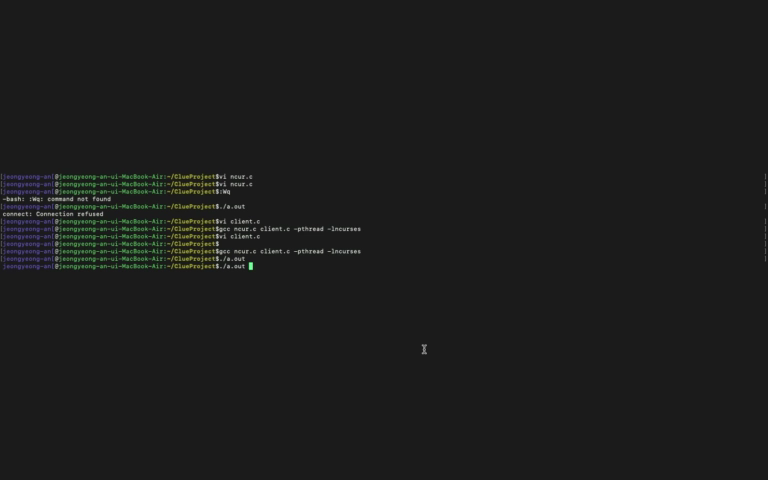 [jeongyeong-an[@jeongyeong-an-ui-MacBook-Air:~/ClueProject$vi ncur.c ]
[jeongyeong-an[@jeongyeong-an-ui-MacBook-Air:~/ClueProject$vi ncur.c ]
[jeongyeong-an[@jeongyeong-an-ui-MacBook-Air:~/ClueProject$:Wq ]
-bash: :Wq: command not found
[jeongyeong-an[@jeongyeong-an-ui-MacBook-Air:~/ClueProject$./a.out ]
connect: Connection refused
[jeongyeong-an[@jeongyeong-an-ui-MacBook-Air:~/ClueProject$vi client.c ]
[jeongyeong-an[@jeongyeong-an-ui-MacBook-Air:~/ClueProject$gcc ncur.c client.c -pthread -lncurses ]
[jeongyeong-an[@jeongyeong-an-ui-MacBook-Air:~/ClueProject$vi client.c ]
[jeongyeong-an[@jeongyeong-an-ui-MacBook-Air:~/ClueProject$ ]
[jeongyeong-an[@jeongyeong-an-ui-MacBook-Air:~/ClueProject$gcc ncur.c client.c -pthread -lncurses ]
[jeongyeong-an[@jeongyeong-an-ui-MacBook-Air:~/ClueProject$./a.out ]
jeongyeong-an[@jeongyeong-an-ui-MacBook-Air:~/ClueProject$./a.out